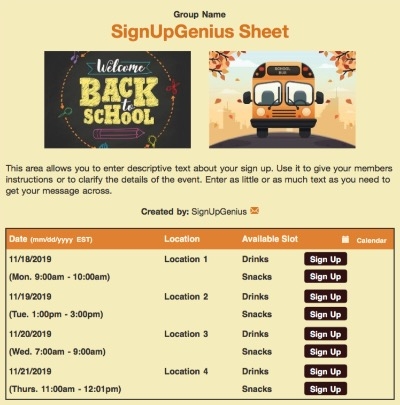 Group Name
SignUpGenius Sheet
Welcome
BACK
to
SCHOOL
SCHOOL
BUS
This area allows you to enter descriptive text about your sign up. Use it to give your members
instructions or to clarify the details of the event. Enter as little or as much text as you need to
get your message across.
Created by: SignUpGenius
Date (mm/dd/yyyy EST) Location Available Slot Calendar
11/18/2019 Location 1 Drinks Sign Up
(Mon. 9:00am - 10:00am) Snacks Sign Up
11/19/2019 Location 2 Drinks Sign Up
(Tue. 1:00pm - 3:00pm) Snacks Sign Up
11/20/2019 Location 3 Drinks Sign Up
(Wed. 7:00am - 9:00am) Snacks Sign Up
11/21/2019 Location 4 Drinks Sign Up
(Thurs. 11:00am - 12:01pm) Snacks Sign Up